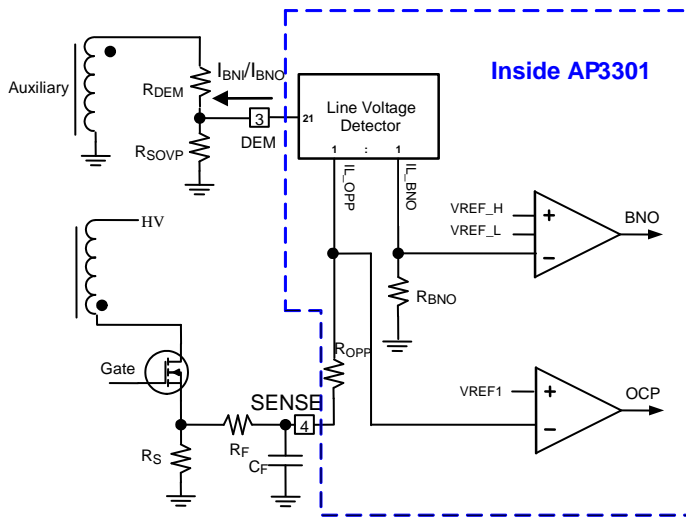 Inside AP3301
Auxiliary
RDEM
IBNI/IBNO
3
DEM
RSOVP
21
Line Voltage
Detector
1 : 1
IL_OPP
IL_BNO
VREF_H
VREF_L
+
-
BNO
RBNO
HV
Gate
ROPP
SENSE
4
RS
RF
CF
VREF1
+
-
OCP